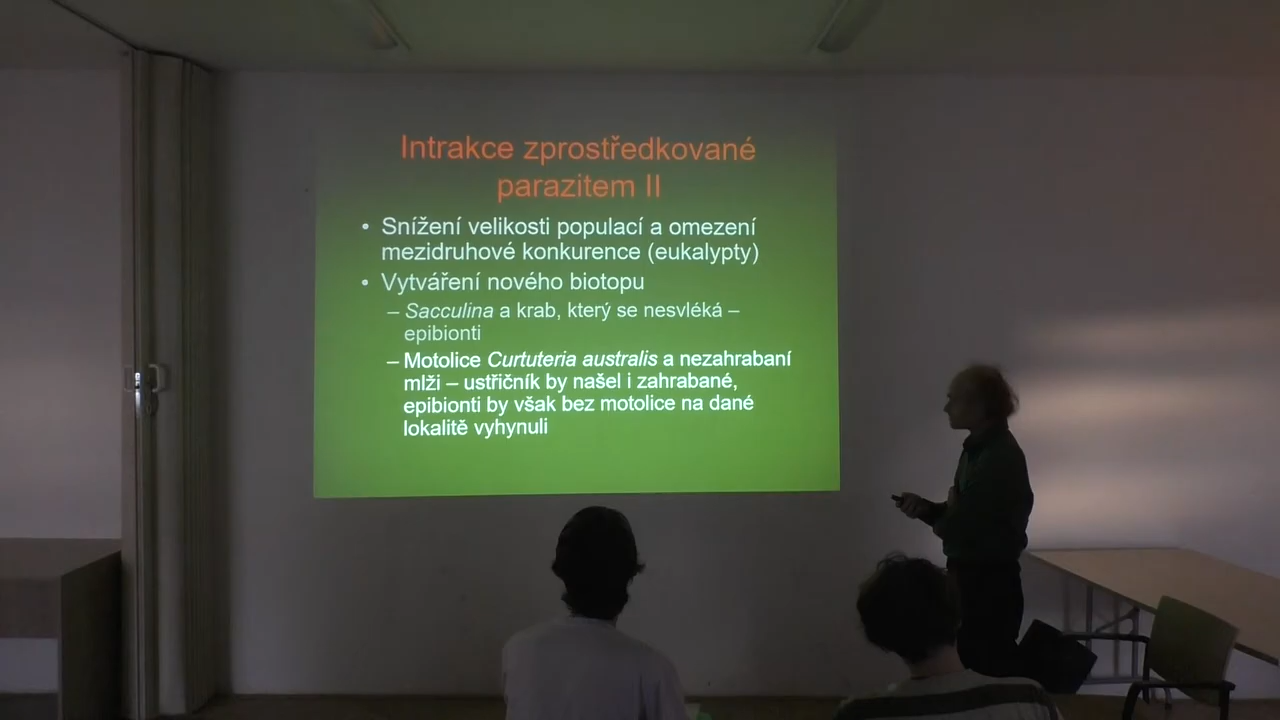 Intrakce zprostředkované
parazitem II
• Snížení velikosti populací a omezení
mezidruhové konkurence (eukalypty)
• Vytváření nového biotopu
– Sacculina a krab, který se nesvléká –
epibionti
– Motolice Curtuteria australis a nezahrabaní
mlži – ustřičník by našel i zahrabané,
epibionti by však bez motolice na dané
lokalitě vyhynuli